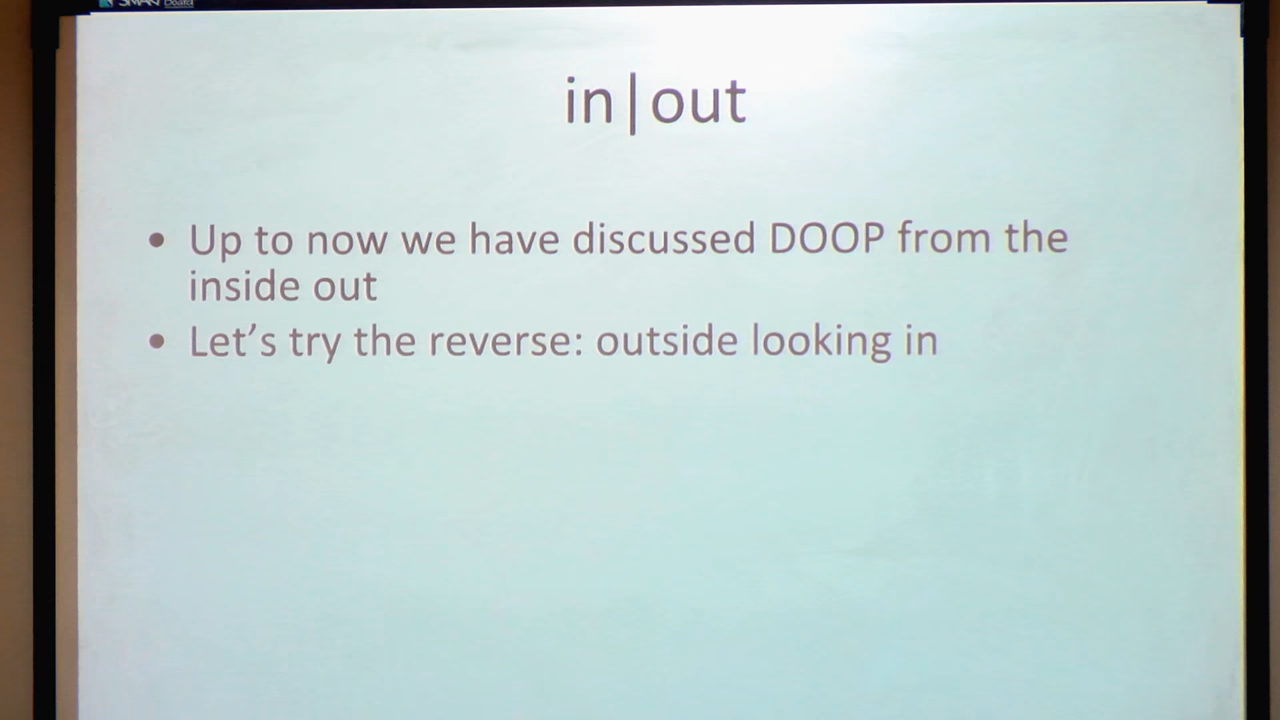 in|out
• Up to now we have discussed DOOP from the
inside out
• Let's try the reverse: outside looking in